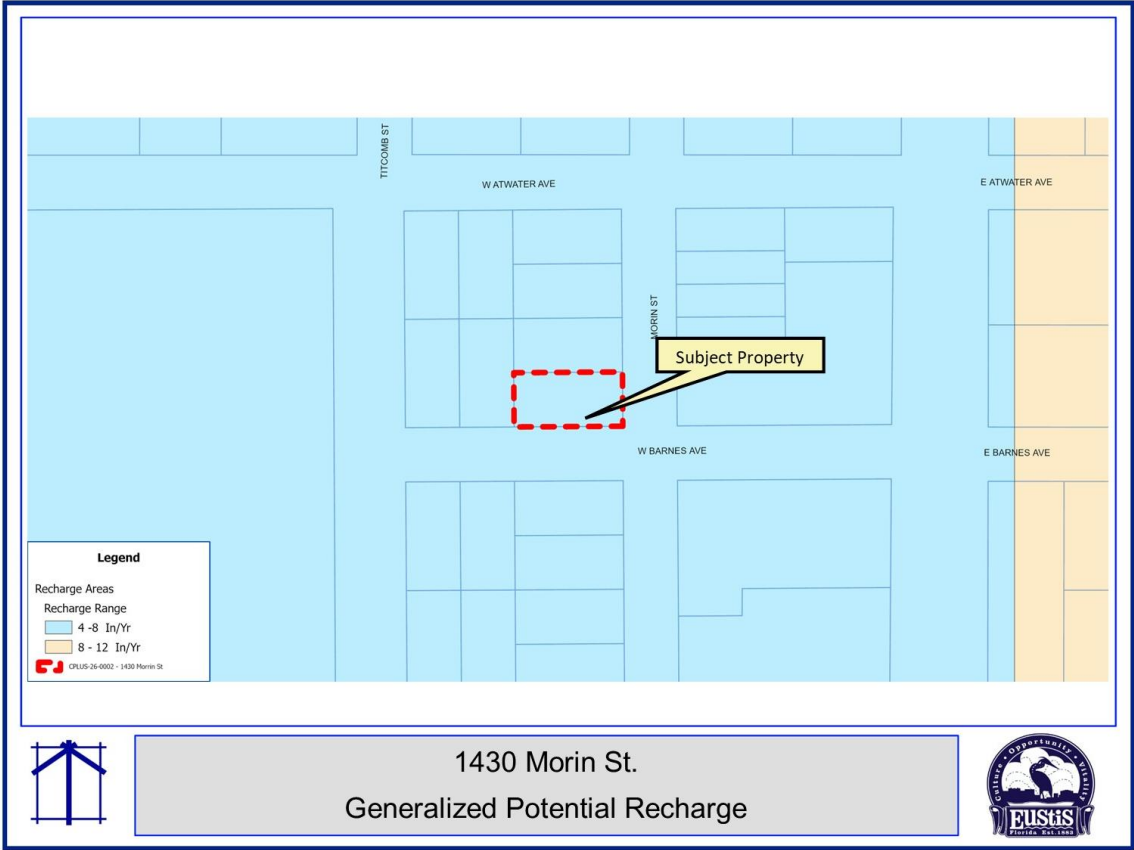 TITCOMB ST
W ATWATER AVE
E ATWATER AVE
MORIN ST
Subject Property
W BARNES AVE
E BARNES AVE
Legend
Recharge Areas
Recharge Range
4 -8 In/Yr
8 - 12 In/Yr
CPLUS-26-0002 - 1430 Morrin St
1430 Morin St.
Generalized Potential Recharge
Culture • Opportunity • Vitality
EUStiS
Florida Est.1883